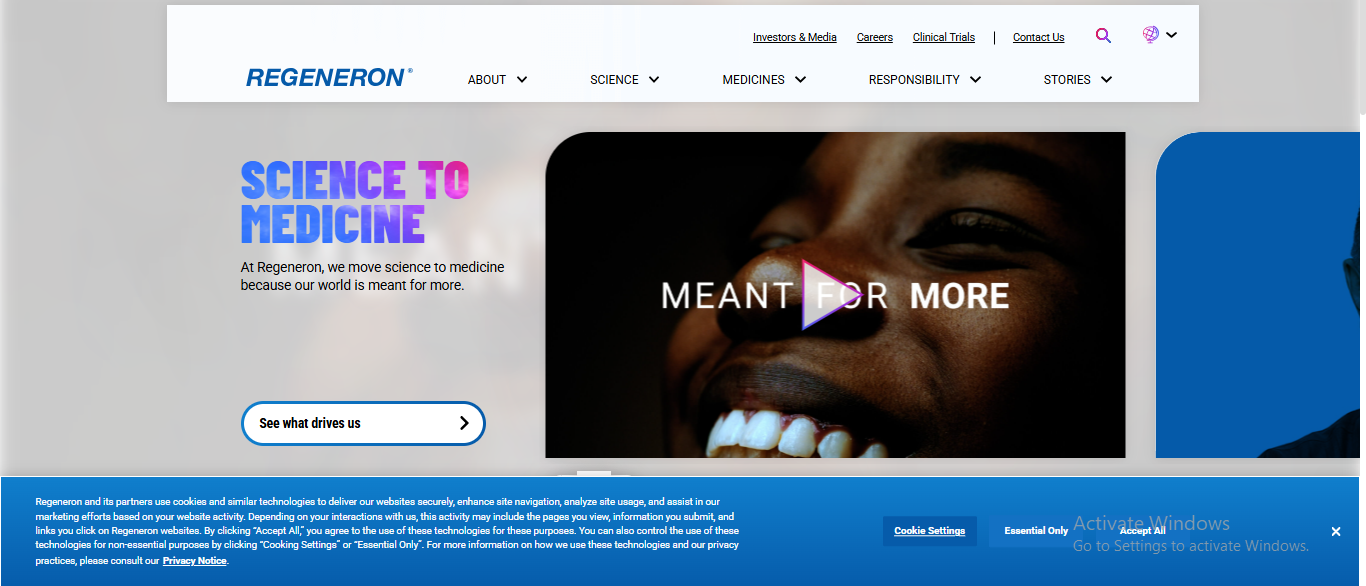 Investors & Media Careers Clinical Trials | Contact Us
REGENERON®
ABOUT SCIENCE MEDICINES RESPONSIBILITY STORIES
SCIENCE TO
MEDICINE
At Regeneron, we move science to medicine
because our world is meant for more.
See what drives us
MEANT FOR MORE
Regeneron and its partners use cookies and similar technologies to deliver our websites securely, enhance site navigation, analyze site usage, and assist in our
marketing efforts based on your website activity. Depending on your interactions with us, this activity may include the pages you view, information you submit, and
links you click on Regeneron websites. By clicking “Accept All,” you agree to the use of these technologies for these purposes. You can also control the use of these
technologies for non-essential purposes by clicking “Cooking Settings” or “Essential Only”. For more information on how we use these technologies and our privacy
practices, please consult our Privacy Notice.
Cookie Settings Essential Only Accept All
Activate Windows
Go to Settings to activate Windows.